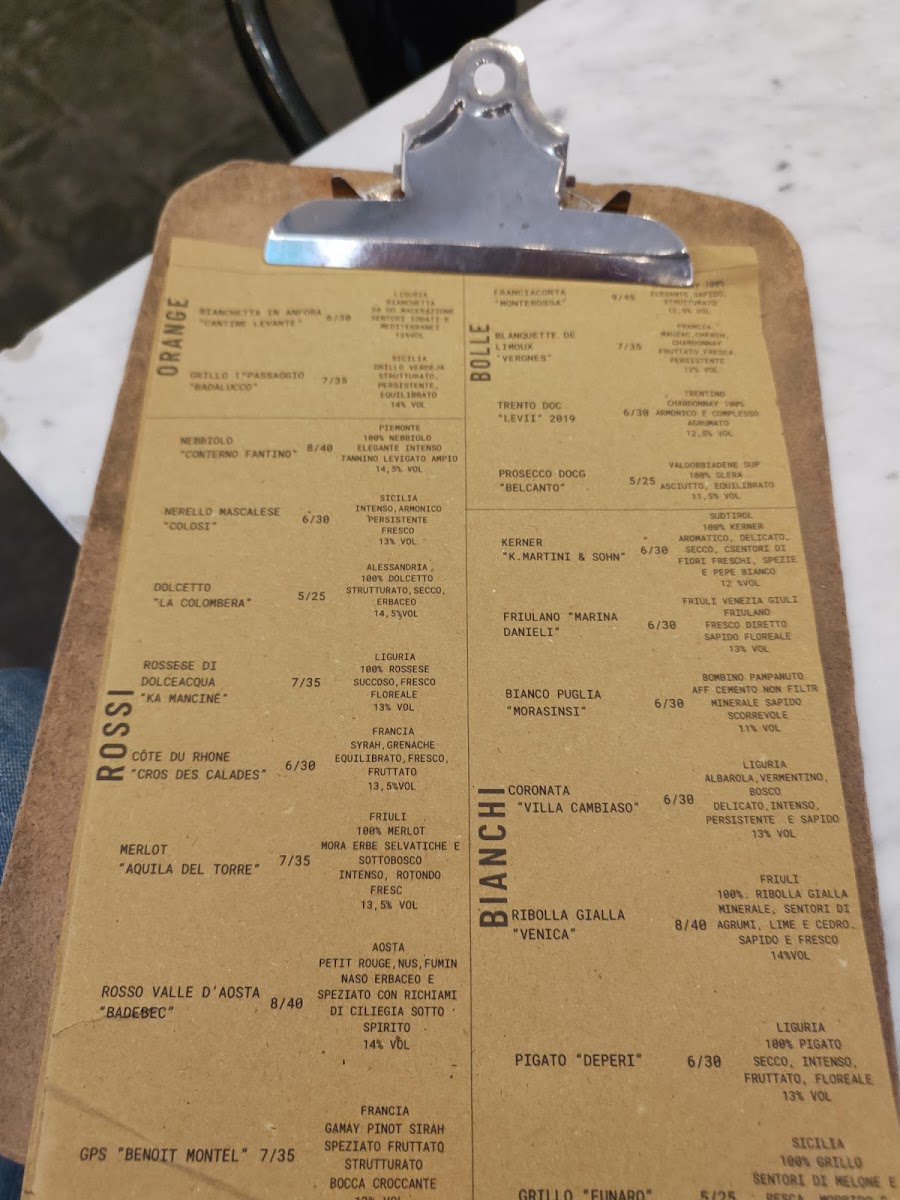 ORANGE
BIANCHETTA IN ANFORA
"CANTINE LEVANTE"
6/30
LIGURIA
BIANCHETTA
MEDITERRANEI
13%VOL
GRILLO 1°PASSAGGIO
"BADALUCCO"
7/35
SICILIA
GRILLO VERDEJA
STRUTTURATO,
PERSISTENTE,
EQUILIBRATO
14% VOL
ROSSI
NEBBIOLO
"CONTERNO FANTINO"
8/40
PIEMONTE
100% NEBBIOLO
ELEGANTE INTENSO
TANNINO LEVIGATO AMPIO
14,5% VOL
NERELLO MASCALESE
"COLOSI"
6/30
SICILIA
INTENSO,ARMONICO
PERSISTENTE
FRESCO
13% VOL
DOLCETTO
"LA COLOMBERA"
5/25
ALESSANDRIA,
100% DOLCETTO
STRUTTURATO,SECCO,
ERBACEO
14,5%VOL
ROSSESE DI
DOLCEACQUA
"KA MANCINÉ"
7/35
LIGURIA
100% ROSSESE
SUCCOSO,FRESCO
FLOREALE
13% VOL
CÔTE DU RHONE
"CROS DES CALADES"
6/30
FRANCIA
SYRAH,GRENACHE
EQUILIBRATO,FRESCO,
FRUTTATO
13,5%VOL
MERLOT
"AQUILA DEL TORRE"
7/35
FRIULI
100% MERLOT
MORA ERBE SELVATICHE E
SOTTOBOSCO
INTENSO, ROTONDO
FRESC
13,5% VOL
ROSSO VALLE D'AOSTA
"BADEBEC"
8/40
AOSTA
PETIT ROUGE,NUS,FUMIN
NASO ERBACEO E
SPEZIATO CON RICHIAMI
DI CILIEGIA SOTTO
SPIRITO
14% VOL
GPS "BENOIT MONTEL" 7/35
FRANCIA
GAMAY PINOT SIRAH
SPEZIATO FRUTTATO
STRUTTURATO
BOCCA CROCCANTE
BOLLE
FRANCIACORTA
"MONTEROSSA"
9/45
ELEGANTE SAPIDO,
STRUTTURATO
BLANQUETTE DE
LIMOUX
"VERGNES"
7/35
FRANCIA
MAUZAC,CHENIN,
CHARDONNAY
FRUTTATO,FRESCA
PERSISTENTE
12% VOL
TRENTO DOC
"LEVII" 2019
6/30
TRENTINO
CHARDONNAY 100%
ARMONICO E COMPLESSO
AGRUMATO
12,5% VOL
PROSECCO DOCG
"BELCANTO"
5/25
VALDOBBIADENE SUP
100% GLERA
ASCIUTTO, EQUILIBRATO
11,5% VOL
BIANCHI
KERNER
"K.MARTINI & SOHN"
6/30
SUDTIROL
100% KERNER
AROMATICO, DELICATO,
SECCO, CSENTORI DI
FIORI FRESCHI, SPEZIE
E PEPE BIANCO
12 %VOL
FRIULANO "MARINA
DANIELI"
6/30
FRIULI VENEZIA GIULI
FRIULANO
FRESCO DIRETTO
SAPIDO FLOREALE
13% VOL
BIANCO PUGLIA
"MORASINSI"
6/30
BOMBINO PAMPANUTO
AFF CEMENTO NON FILTR
MINERALE SAPIDO
SCORREVOLE
11% VOL
CORONATA
"VILLA CAMBIASO"
6/30
LIGURIA
ALBAROLA,VERMENTINO,
BOSCO
DELICATO,INTENSO,
PERSISTENTE E SAPIDO
13% VOL
RIBOLLA GIALLA
"VENICA"
8/40
FRIULI
100%. RIBOLLA GIALLA
MINERALE, SENTORI DI
AGRUMI, LIME E CEDRO.
SAPIDO E FRESCO
14%VOL
PIGATO "DEPERI"
6/30
LIGURIA
100% PIGATO
SECCO, INTENSO,
FRUTTATO, FLOREALE
13% VOL
GRILLO "FUNARO"
5/25
SICILIA
100% GRILLO
SENTORI DI MELONE E